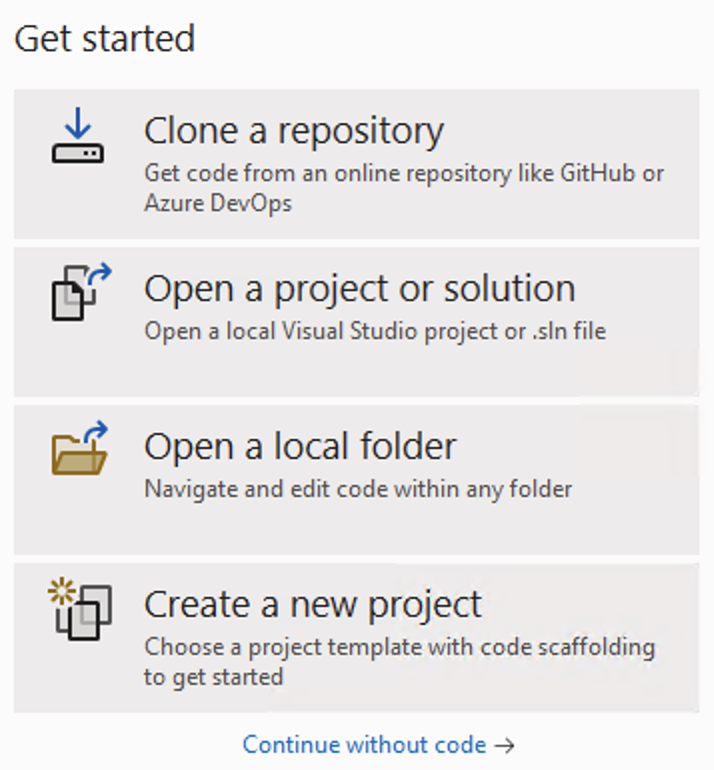 Get started
Clone a repository
Get code from an online repository like GitHub or
Azure DevOps
Open a project or solution
Open a local Visual Studio project or .sln file
Open a local folder
Navigate and edit code within any folder
Create a new project
Choose a project template with code scaffolding
to get started
Continue without code →